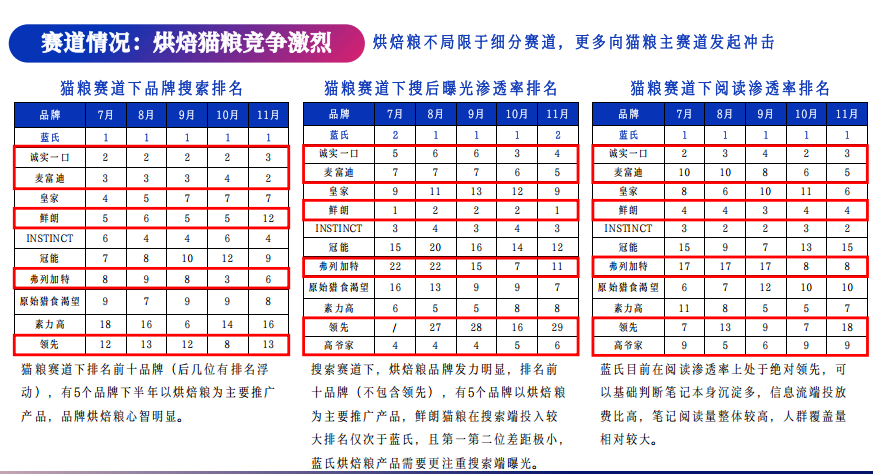 赛道情况：烘焙猫粮竞争激烈
烘焙粮不局限于细分赛道，更多向猫粮主赛道发起冲击
猫粮赛道下品牌搜索排名
品牌 7月 8月 9月 10月 11月
蓝氏 1 1 1 1 1
诚实一口 2 2 2 2 3
麦富迪 3 3 3 4 2
皇家 4 5 7 7 7
鲜朗 5 6 5 5 12
INSTINCT 6 4 4 6 4
冠能 7 8 10 12 9
弗列加特 8 9 8 3 6
原始猎食渴望 9 7 9 9 8
素力高 18 16 6 14 16
领先 12 13 12 8 13
猫粮赛道下排名前十品牌（后几位有排名浮
动），有5个品牌下半年以烘焙粮为主要推广
产品，品牌烘焙粮心智明显。
猫粮赛道下搜后曝光渗透率排名
品牌 7月 8月 9月 10月 11月
蓝氏 2 1 1 1 2
诚实一口 5 6 6 3 4
麦富迪 7 7 7 6 5
皇家 9 11 13 12 9
鲜朗 1 2 2 2 1
INSTINCT 3 4 3 4 3
冠能 15 20 16 14 12
弗列加特 22 22 15 7 11
原始猎食渴望 16 13 9 9 7
素力高 6 5 5 8 8
领先 / 27 28 16 29
高爷家 4 4 4 5 6
搜索赛道下，烘焙粮品牌发力明显，排名前
十品牌（不包含领先），有5个品牌以烘焙粮
为主要推广产品，鲜朗猫粮在搜索端投入较
大排名仅次于蓝氏，且第一第二位差距极小，
蓝氏烘焙粮产品需要更注重搜索端曝光。
猫粮赛道下阅读渗透率排名
品牌 7月 8月 9月 10月 11月
蓝氏 1 1 1 1 1
诚实一口 2 3 4 2 3
麦富迪 10 10 8 6 5
皇家 8 6 10 11 6
鲜朗 4 4 3 4 4
INSTINCT 3 2 2 3 2
冠能 15 9 7 13 15
弗列加特 17 17 17 8 8
原始猎食渴望 6 7 12 10 10
素力高 11 8 5 5 7
领先 7 13 9 7 18
高爷家 9 5 6 9 9
蓝氏目前在阅读渗透率上处于绝对领先，可
以基础判断笔记本身沉淀多，信息流端投放
费比高，笔记阅读量整体较高，人群覆盖量
相对较大。